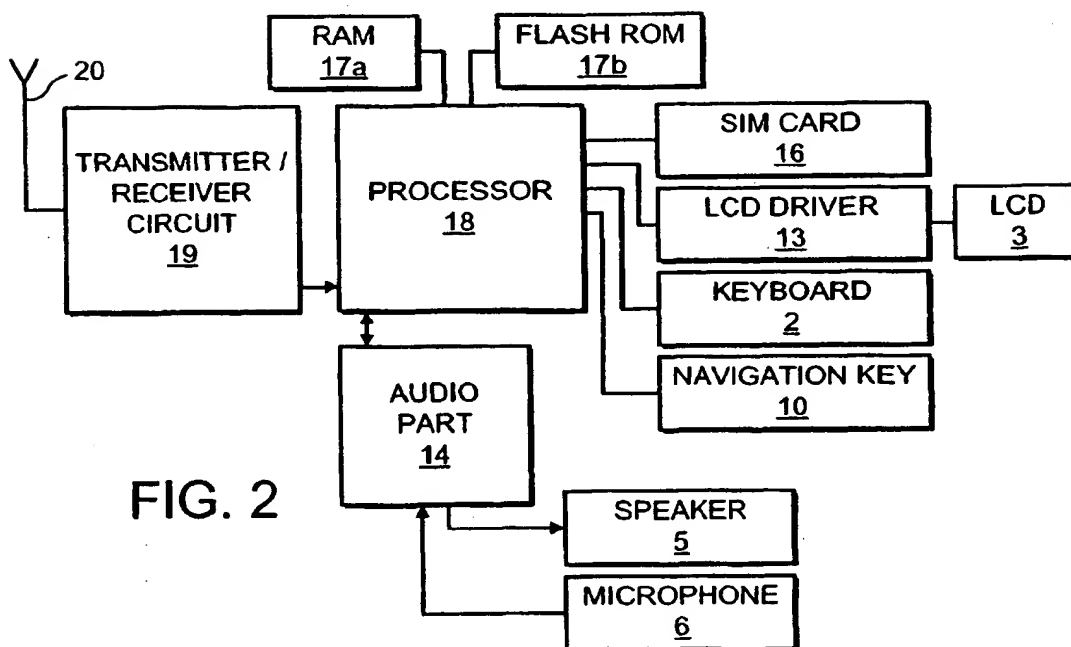 RAM
17a
FLASH ROM
17b
20
TRANSMITTER /
RECEIVER
CIRCUIT
19
PROCESSOR
18
SIM CARD
16
LCD DRIVER
13
LCD
3
KEYBOARD
2
NAVIGATION KEY
10
AUDIO
PART
14
FIG. 2
SPEAKER
5
MICROPHONE
6